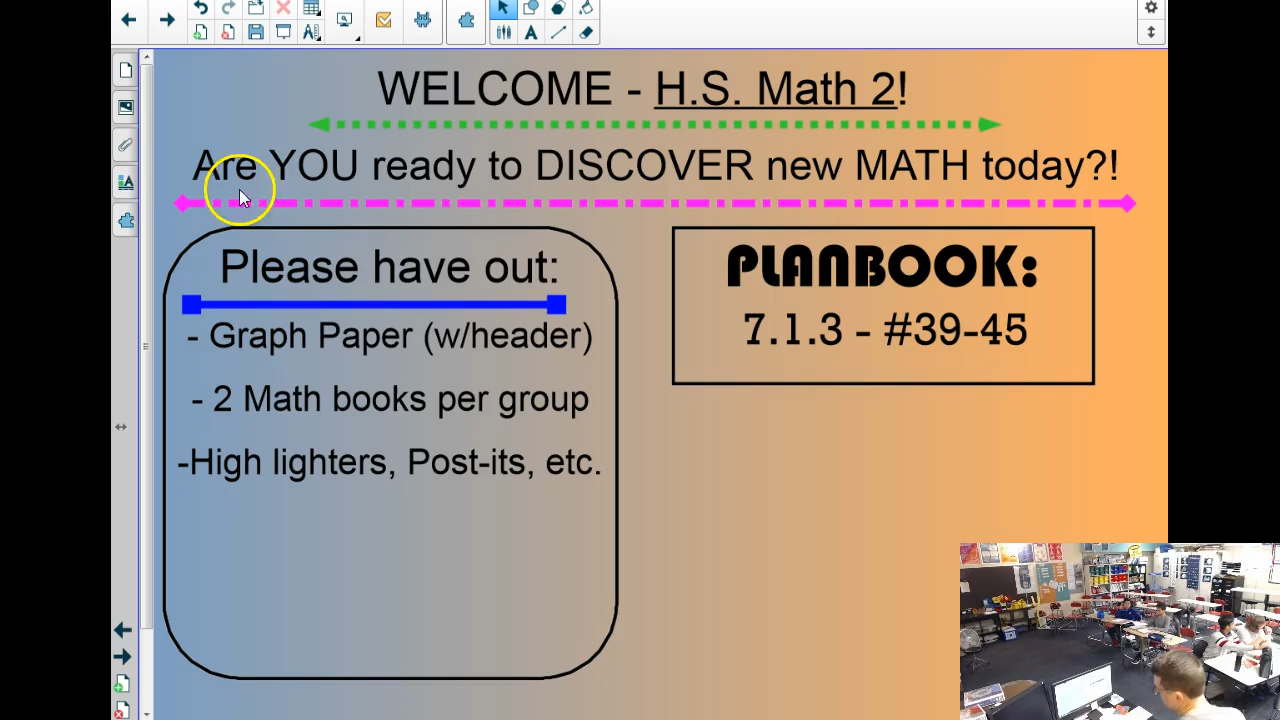 WELCOME - H.S. Math 2!
Are YOU ready to DISCOVER new MATH today?!
Please have out:
- Graph Paper (w/header)
- 2 Math books per group
-High lighters, Post-its, etc.
PLANBOOK:
7.1.3 - #39-45